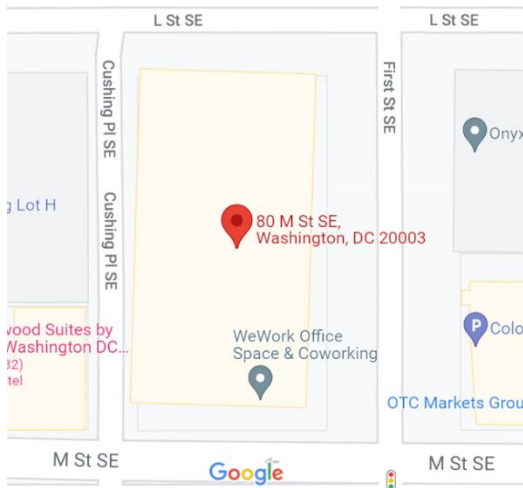 L St SE
L St SE
Cushing Pl SE
First St SE
Onyx
g Lot H
Cushing Pl SE
80 M St SE,
Washington, DC 20003
wood Suites by
Washington DC...
32)
tel
WeWork Office
Space & Coworking
P
Colo
OTC Markets Grou
M St SE
Google
M St SE